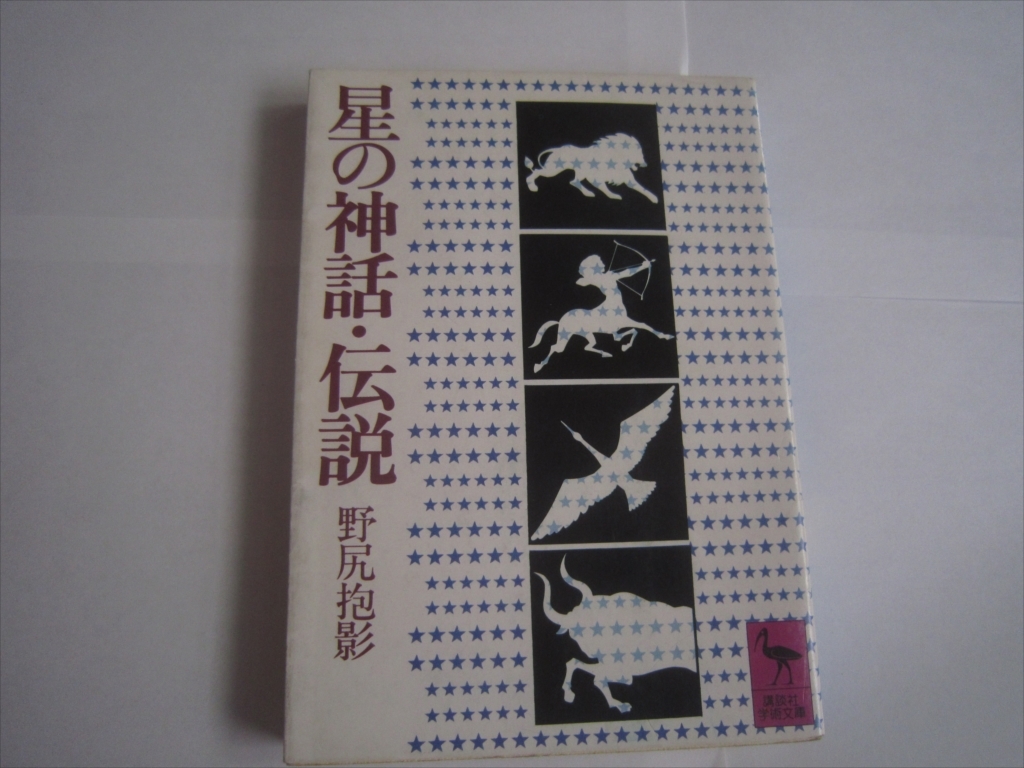 星の神話・伝説
野尻抱影
講談社
学術文庫